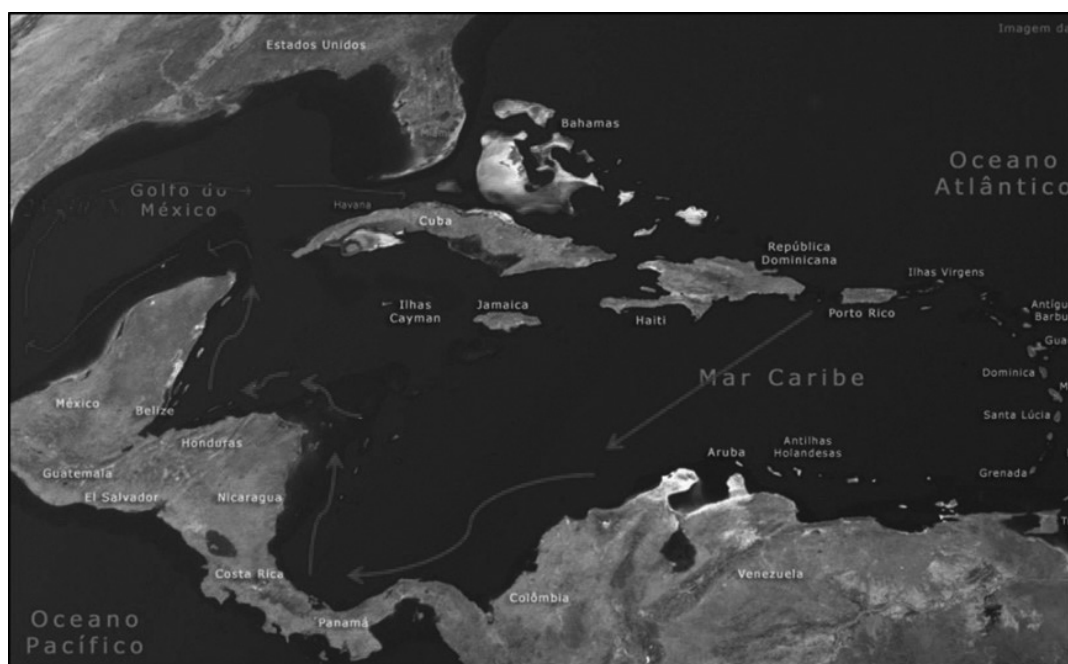 Imagem da
Estados Unidos
Bahamas
Oceano
Atlântico
Golfo do
México
Havana
Cuba
República
Dominicana
Ilhas Virgens
Ilhas
Cayman
Jamaica
Haiti
Porto Rico
Antígu
Barbu
Gua
Mar Caribe
Dominica
M
México
Belize
Santa Lúcia
Honduras
Aruba
Antilhas
Holandesas
Guatemala
Grenada
El Salvador
Nicaragua
T
Costa Rica
Venezuela
Colômbia
Panamá
Oceano
Pacífico